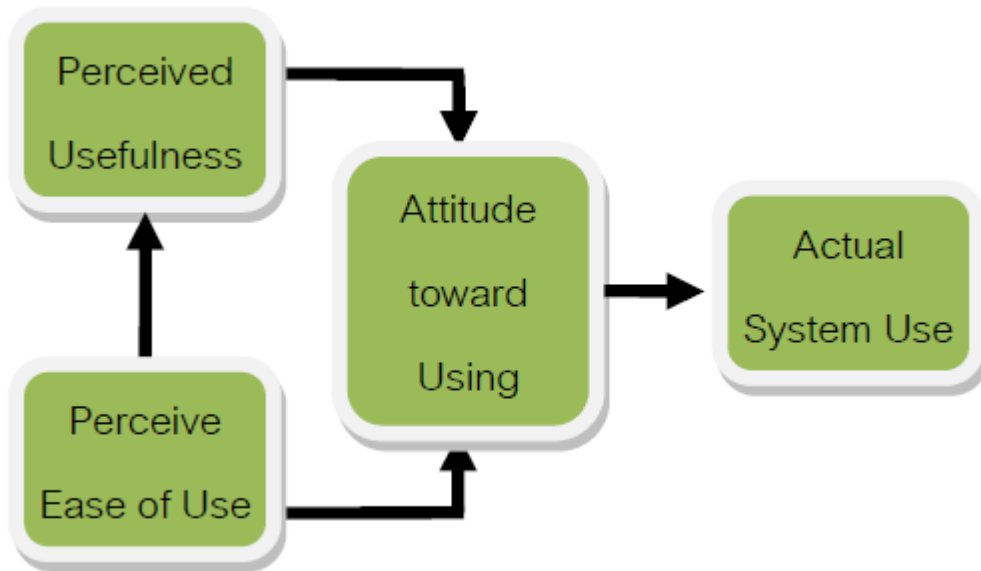 Perceived
Usefulness
Perceive
Ease of Use
Attitude
toward
Using
Actual
System Use